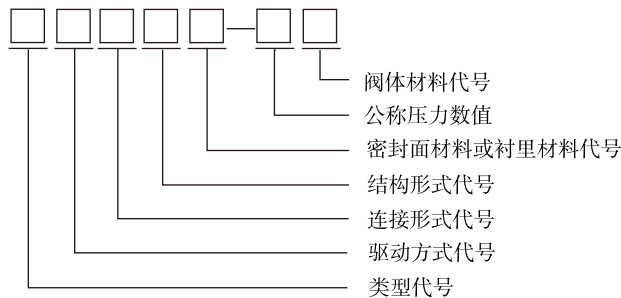 阀体材料代号
公称压力数值
密封面材料或衬里材料代号
结构形式代号
连接形式代号
驱动方式代号
类型代号